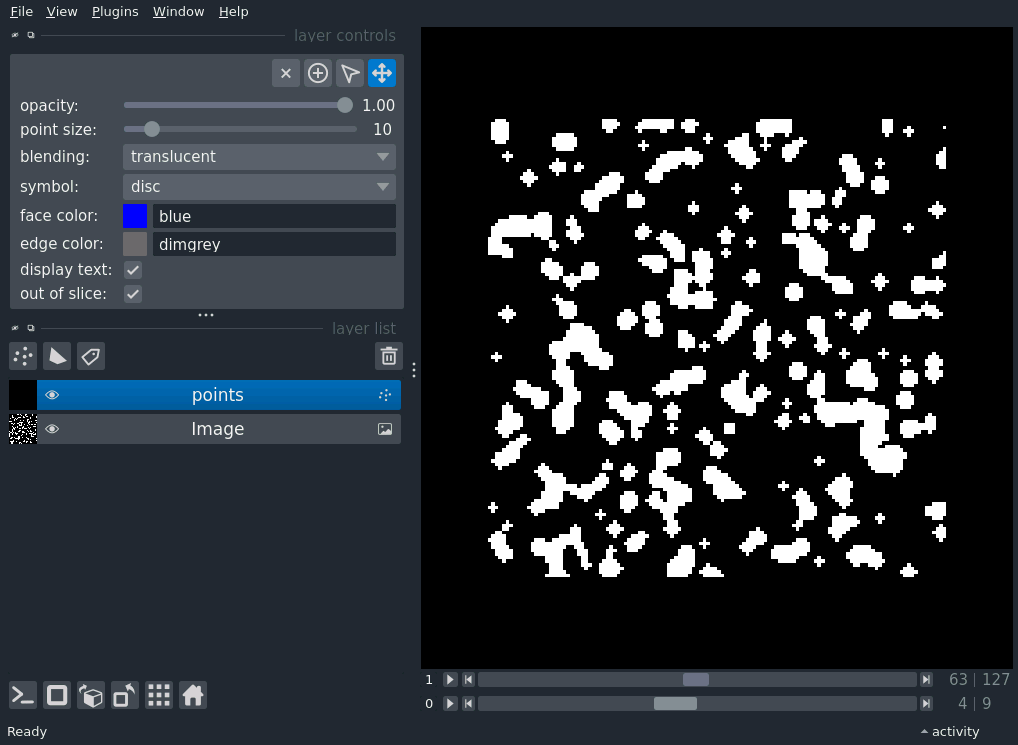 File View Plugins Window Help
layer controls
opacity: 1.00
point size: 10
blending: translucent
symbol: disc
face color: blue
edge color: dimgrey
display text:
out of slice:
layer list
points
Image
1 63 | 127
0 4 | 9
Ready activity